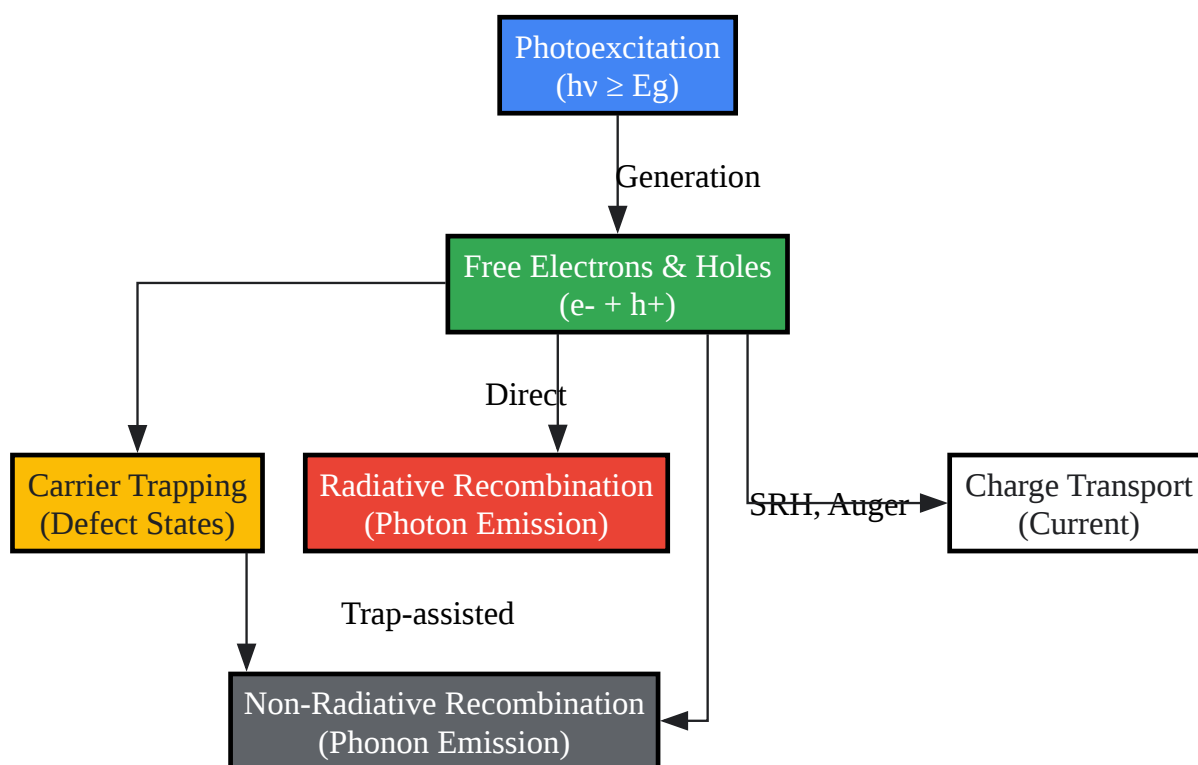 Photoexcitation
(hν ≥ Eg)
Generation
Free Electrons & Holes
(e- + h+)
Direct
Carrier Trapping
(Defect States)
Radiative Recombination
(Photon Emission)
SRH, Auger
Charge Transport
(Current)
Trap-assisted
Non-Radiative Recombination
(Phonon Emission)